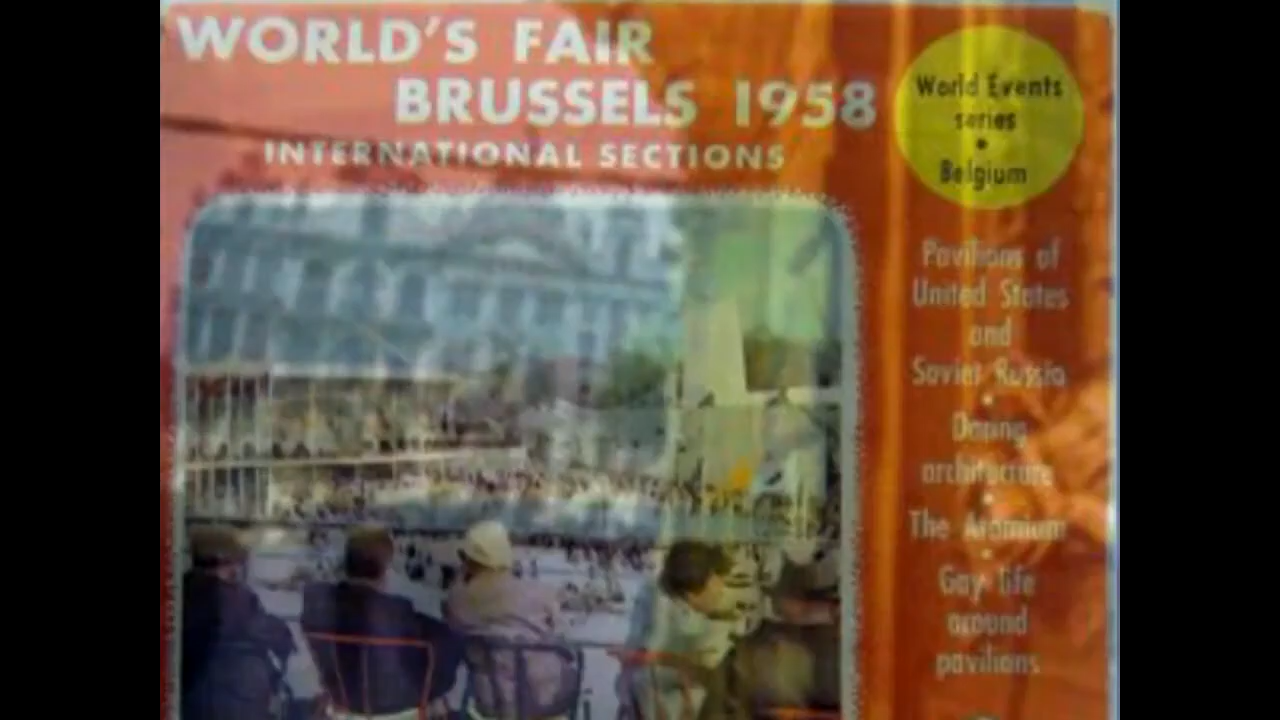 WORLD'S FAIR
BRUSSELS 1958
INTERNATIONAL SECTIONS
World Events
series
•
Belgium
Pavilions of
United States
and
Soviet Russia
•
Daring
architecture
•
The Atomium
•
Gay life
around
pavilions